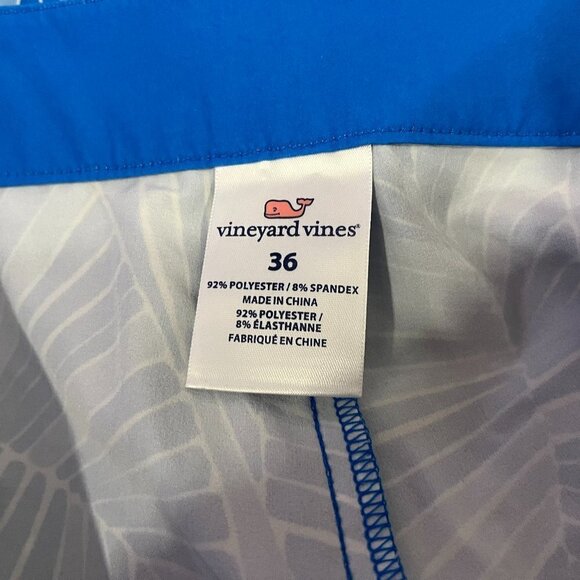 vineyard vines®
36
92% POLYESTER / 8% SPANDEX
MADE IN CHINA
92% POLYESTER /
8% ÉLASTHANNE
FABRIQUÉ EN CHINE